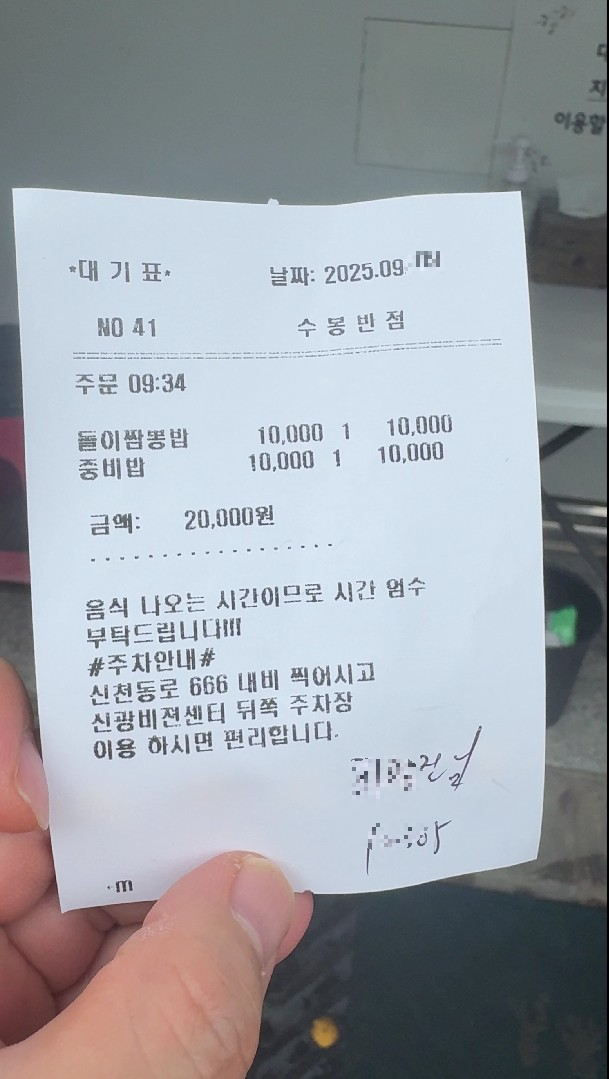 *대 기 표*
날짜: 2025.09
NO 41
수 봉 반 점
주문 09:34
돌이짬뽕밥 10,000 1 10,000
중비밥 10,000 1 10,000
금액: 20,000원
음식 나오는 시간이므로 시간 엄수
부탁드립니다!!!
#주차안내#
신천동로 666 내비 찍어시고
신광비젼센터 뒤쪽 주차장
이용 하시면 편리합니다.
이용할